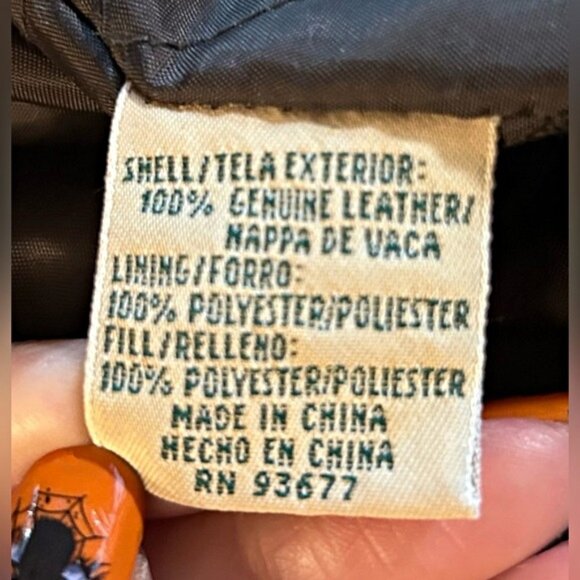 SHELL/TELA EXTERIOR:
100% GENUINE LEATHER/
NAPPA DE VACA
LINING/FORRO:
100% POLYESTER/POLIESTER
FILL/RELLENO:
100% POLYESTER/POLIESTER
MADE IN CHINA
HECHO EN CHINA
RN 93677